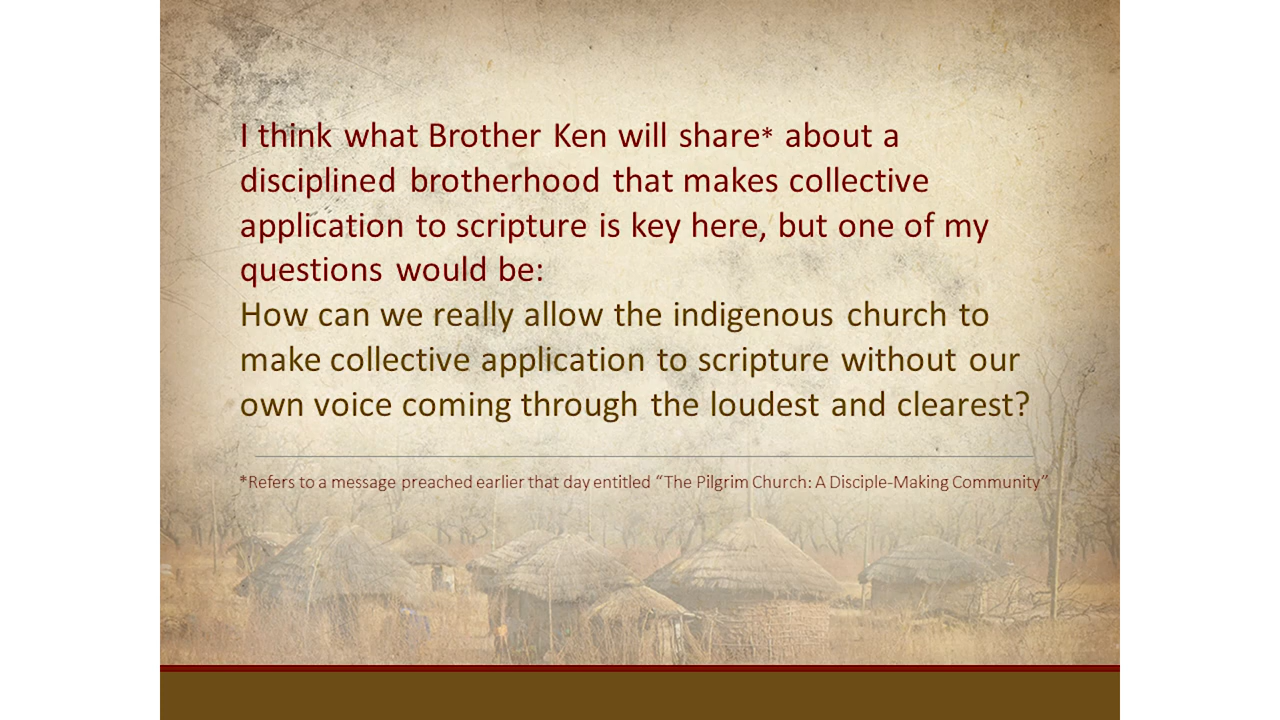 I think what Brother Ken will share* about a
disciplined brotherhood that makes collective
application to scripture is key here, but one of my
questions would be:
How can we really allow the indigenous church to
make collective application to scripture without our
own voice coming through the loudest and clearest?
*Refers to a message preached earlier that day entitled “The Pilgrim Church: A Disciple-Making Community”